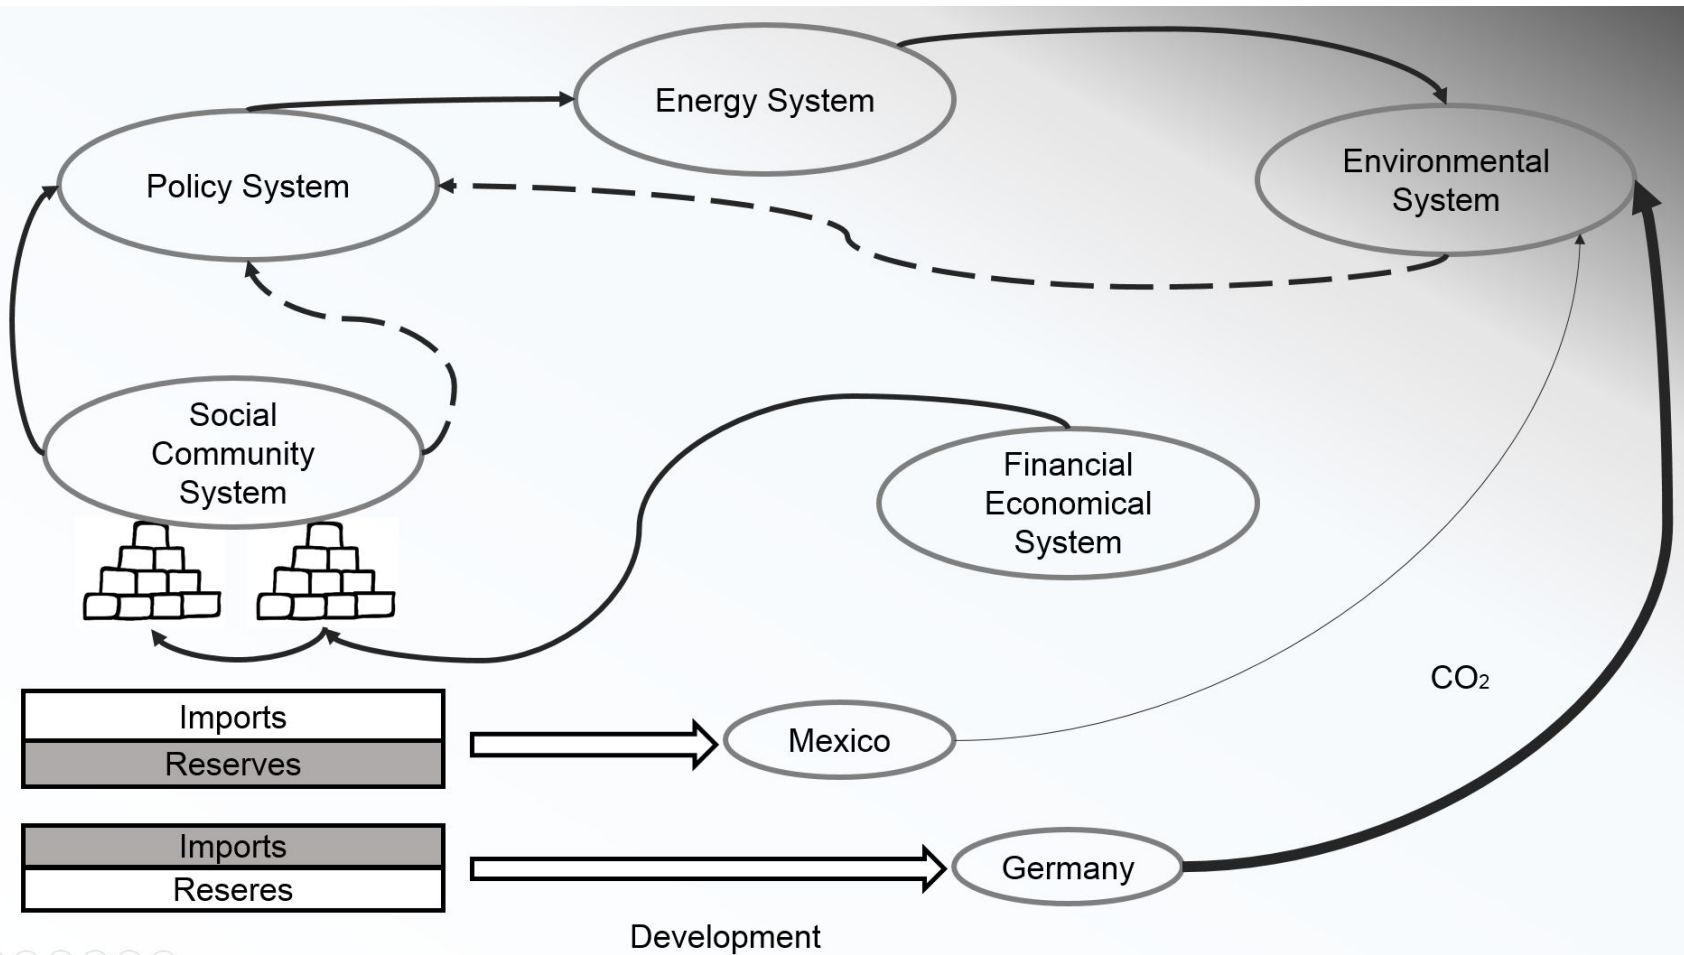 Energy System
Environmental
System
Policy System
Social
Community
System
Financial
Economical
System
CO₂
Imports
Reserves
Mexico
Imports
Reseres
Germany
Development